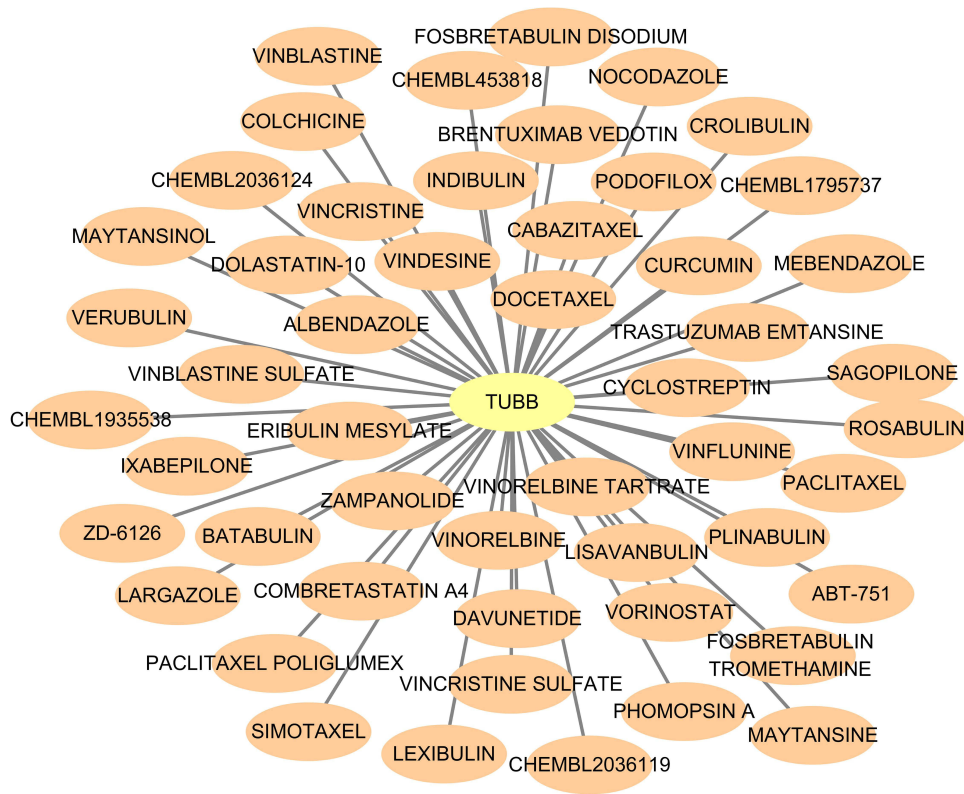 FOSBRETABULIN DISODIUM
VINBLASTINE
CHEMBL453818
NOCODAZOLE
COLCHICINE
BRENTUXIMAB VEDOTIN
CROLIBULIN
CHEMBL2036124
INDIBULIN
PODOFILOX
CHEMBL1795737
VINCRISTINE
CABAZITAXEL
MAYTANSINOL
DOLASTATIN-10
VINDESINE
CURCUMIN
MEBENDAZOLE
DOCETAXEL
VERUBULIN
ALBENDAZOLE
TRASTUZUMAB EMTANSINE
VINBLASTINE SULFATE
CYCLOSTREPTIN
SAGOPILONE
TUBB
CHEMBL1935538
ERIBULIN MESYLATE
ROSABULIN
IXABEPILONE
VINFLUNINE
PACLITAXEL
ZAMPANOLIDE
VINORELBINE TARTRATE
ZD-6126
BATABULIN
VINORELBINE
LISAVANBULIN
PLINABULIN
LARGAZOLE
COMBRETASTATIN A4
ABT-751
DAVUNETIDE
VORINOSTAT
FOSBRETABULIN
TROMETHAMINE
PACLITAXEL POLIGLUMEX
VINCRISTINE SULFATE
PHOMOPSIN A
SIMOTAXEL
MAYTANSINE
LEXIBULIN
CHEMBL2036119